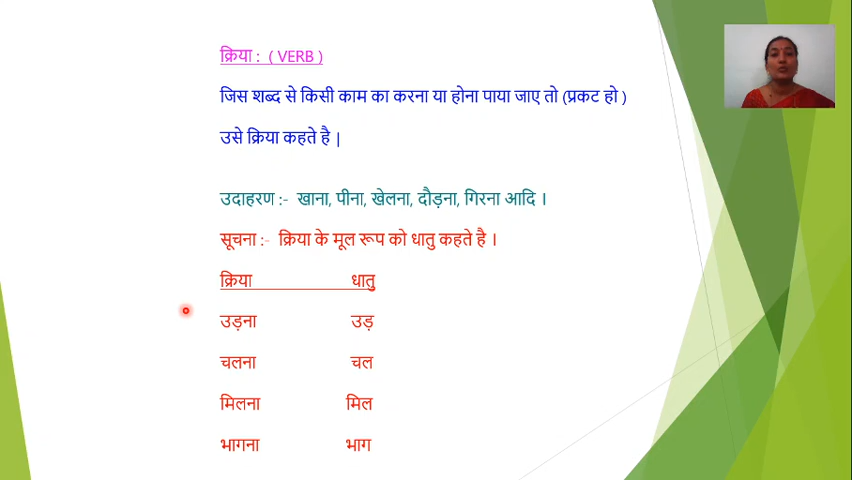 क्रिया : ( VERB )
जिस शब्द से किसी काम का करना या होना पाया जाए तो (प्रकट हो )
उसे क्रिया कहते है |
उदाहरण :- खाना, पीना, खेलना, दौड़ना, गिरना आदि ।
सूचना :- क्रिया के मूल रूप को धातु कहते है ।
क्रिया धातु
उड़ना उड़
चलना चल
मिलना मिल
भागना भाग